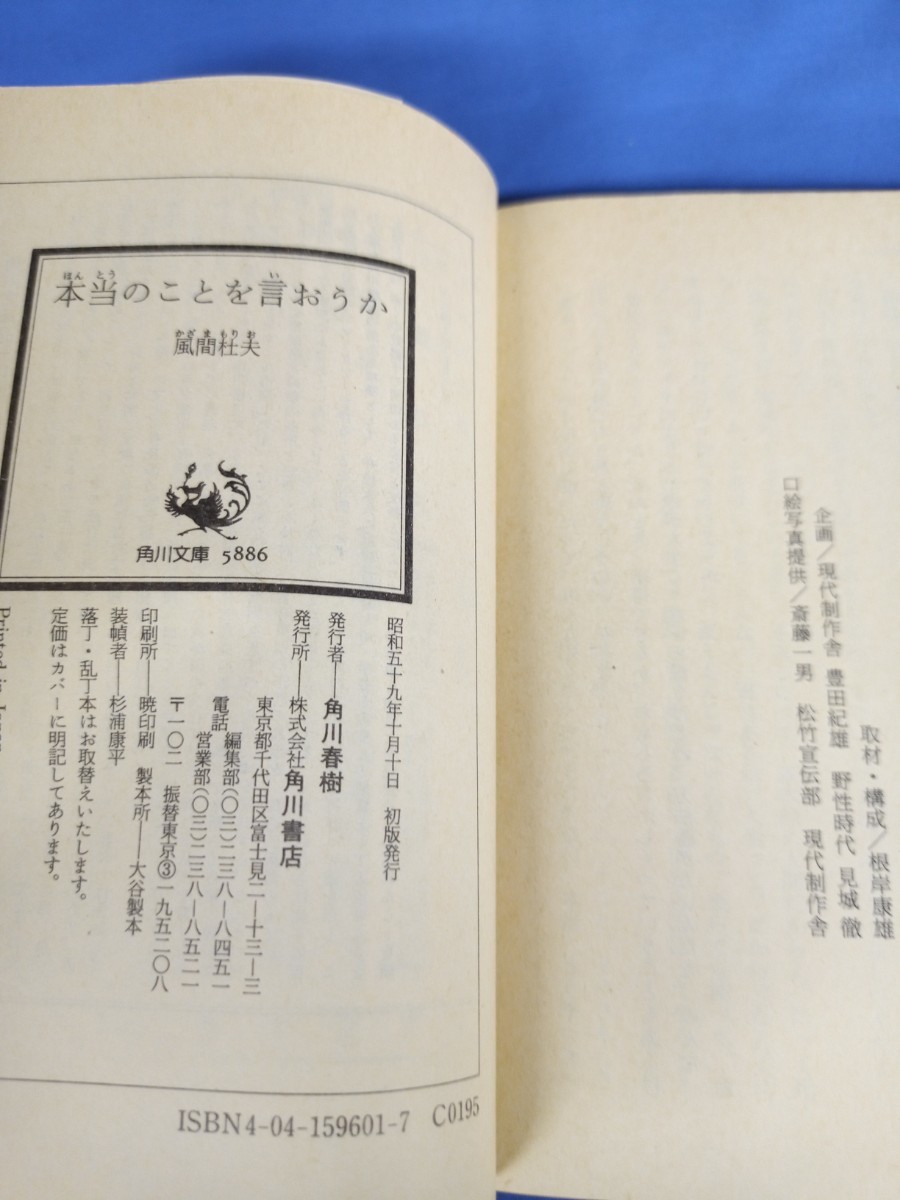 取材・構成／根岸康雄
企画／現代制作舎 豊田紀雄 野性時代 見城 徹
口絵写真提供／斎藤一男 松竹宣伝部 現代制作舎
本当のことを言おうか
ほん とう い
風間杜夫
かざ ま もり お
角川文庫 5886
昭和五十九年十月十日 初版発行
発行者——角川春樹
発行所——株式会社角川書店
東京都千代田区富士見二—十三—三
電話 編集部(〇三)二三八—八四五一
営業部(〇三)二三八—八五二一
〒一〇二 振替東京③一九五二〇八
印刷所——暁印刷 製本所——大谷製本
装幀者——杉浦康平
落丁・乱丁本はお取替えいたします。
定価はカバーに明記してあります。
Printed in Japan
ISBN4-04-159601-7 C0195